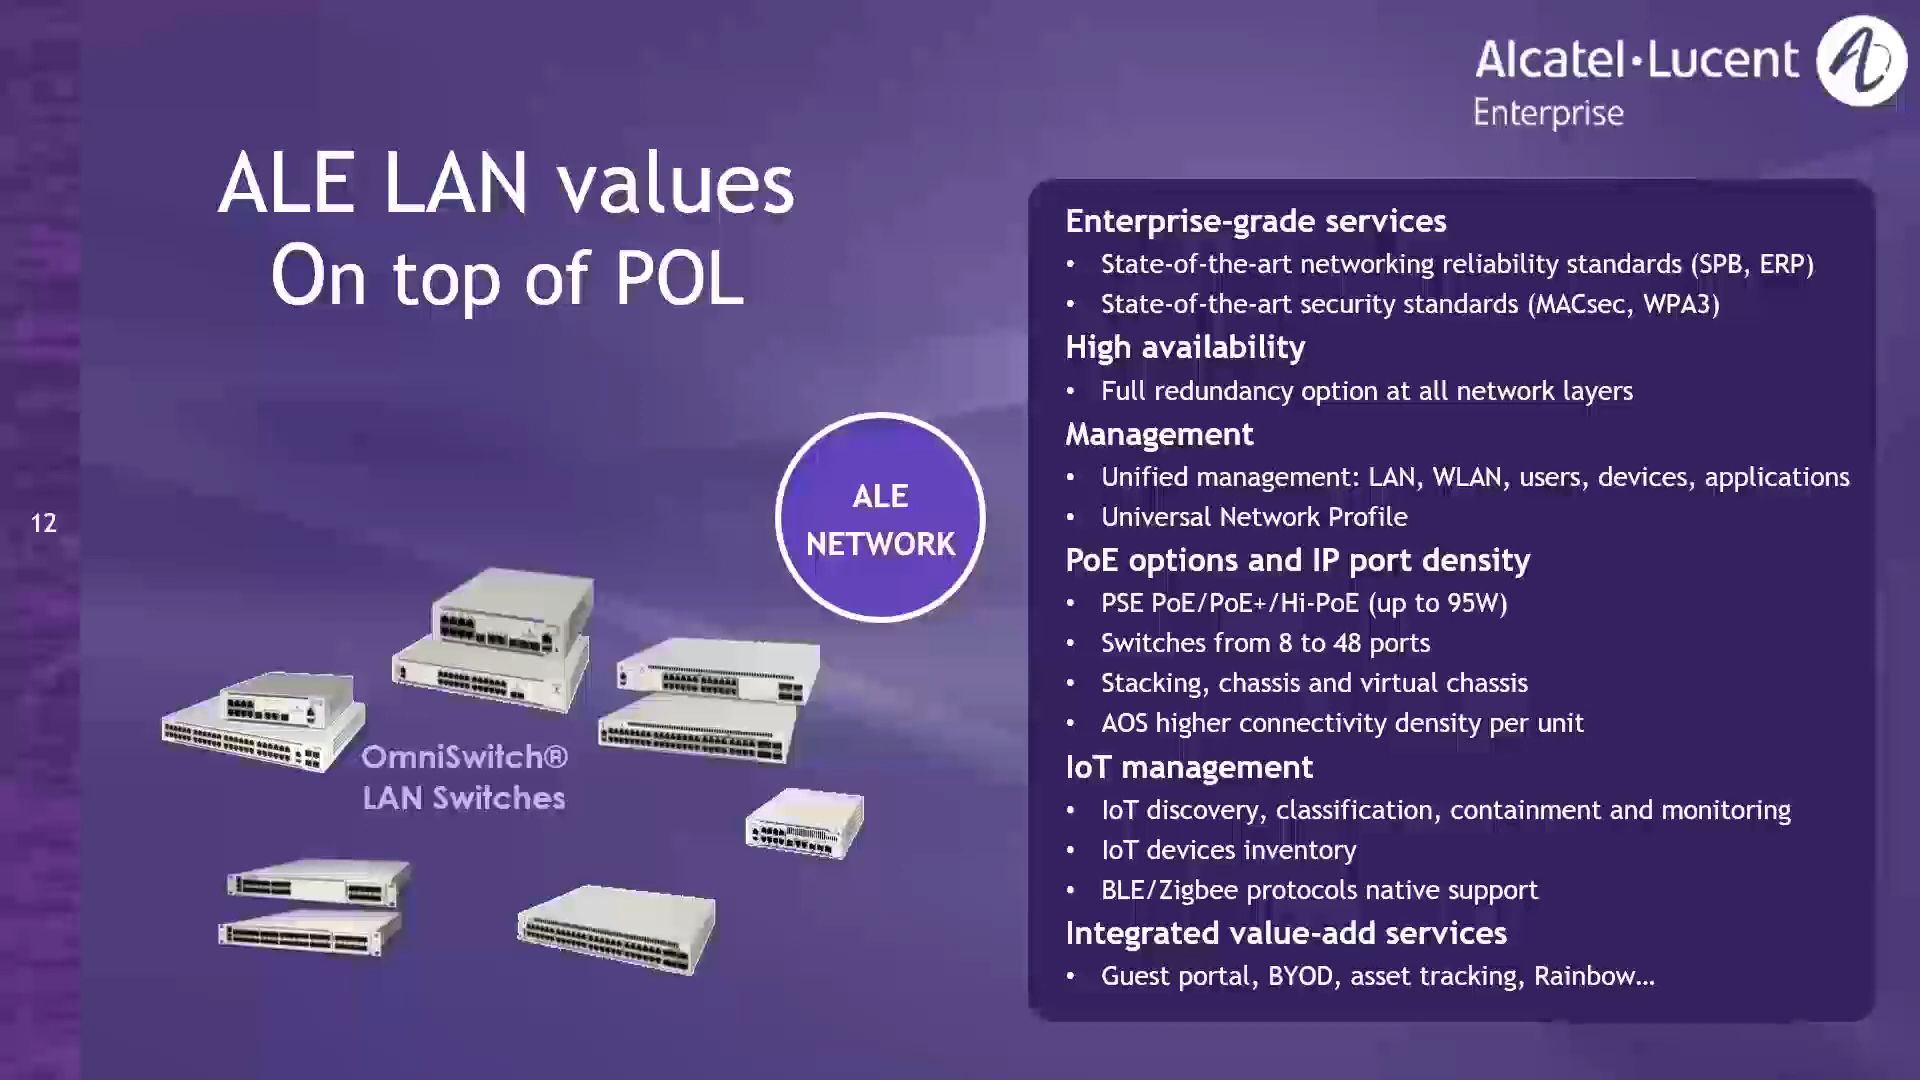 Alcatel·Lucent
Enterprise
ALE LAN values
On top of POL
12
ALE
NETWORK
OmniSwitch®
LAN Switches
Enterprise-grade services
• State-of-the-art networking reliability standards (SPB, ERP)
• State-of-the-art security standards (MACsec, WPA3)
High availability
• Full redundancy option at all network layers
Management
• Unified management: LAN, WLAN, users, devices, applications
• Universal Network Profile
PoE options and IP port density
• PSE PoE/PoE+/Hi-PoE (up to 95W)
• Switches from 8 to 48 ports
• Stacking, chassis and virtual chassis
• AOS higher connectivity density per unit
IoT management
• IoT discovery, classification, containment and monitoring
• IoT devices inventory
• BLE/Zigbee protocols native support
Integrated value-add services
• Guest portal, BYOD, asset tracking, Rainbow…